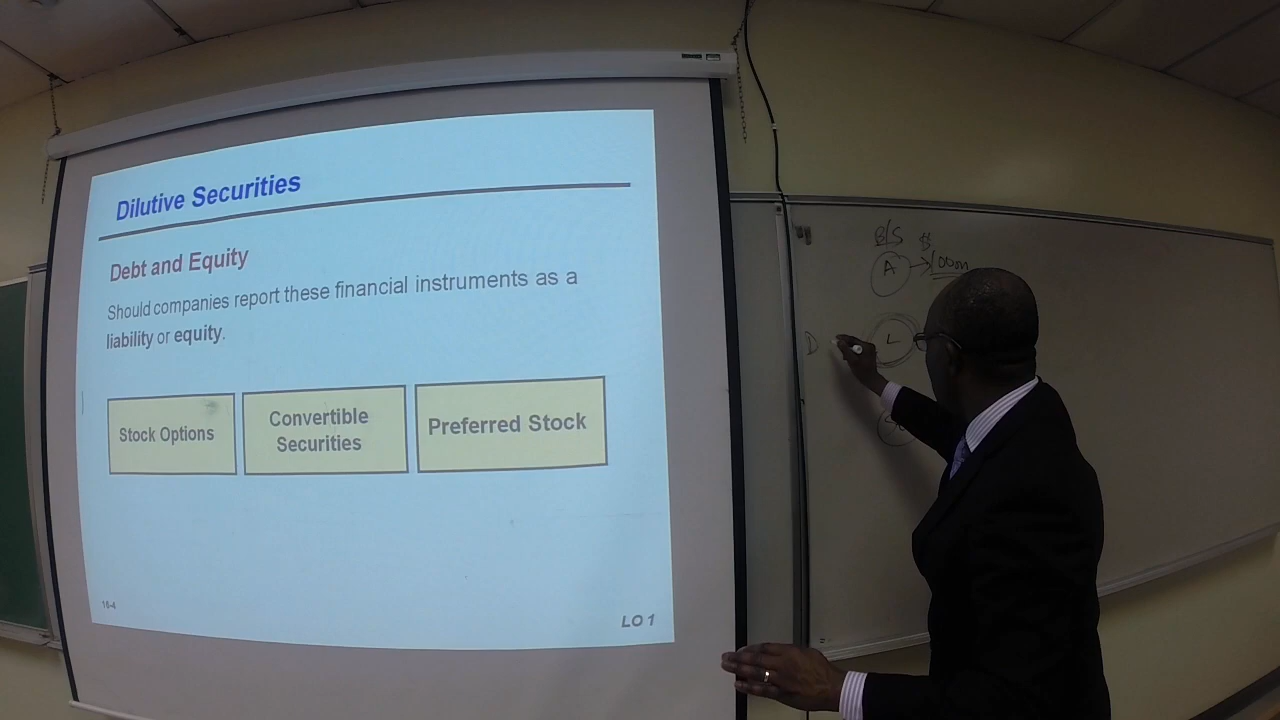 Dilutive Securities
Debt and Equity
Should companies report these financial instruments as a
liability or equity.
Stock Options
Convertible
Securities
Preferred Stock
16-4
LO 1
B/S $
A → 100m
D L